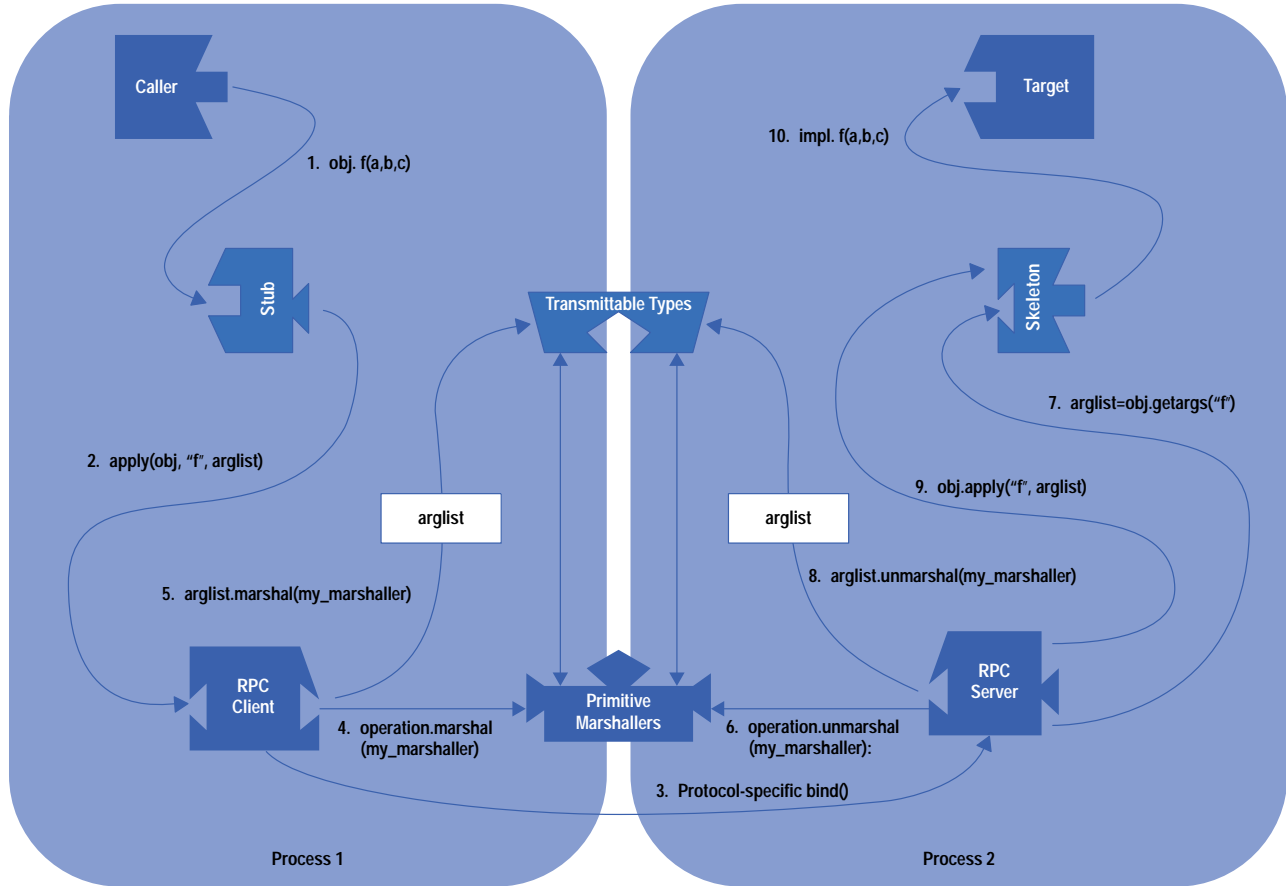 Caller
Target
10. impl. f(a,b,c)
1. obj. f(a,b,c)
Stub
Transmittable Types
Skeleton
7. arglist=obj.getargs(“f”)
2. apply(obj, “f”, arglist)
9. obj.apply(“f”, arglist)
arglist
arglist
5. arglist.marshal(my_marshaller)
8. arglist.unmarshal(my_marshaller)
RPC
Client
Primitive
Marshallers
RPC
Server
4. operation.marshal
(my_marshaller)
6. operation.unmarshal
(my_marshaller):
3. Protocol-specific bind()
Process 1
Process 2